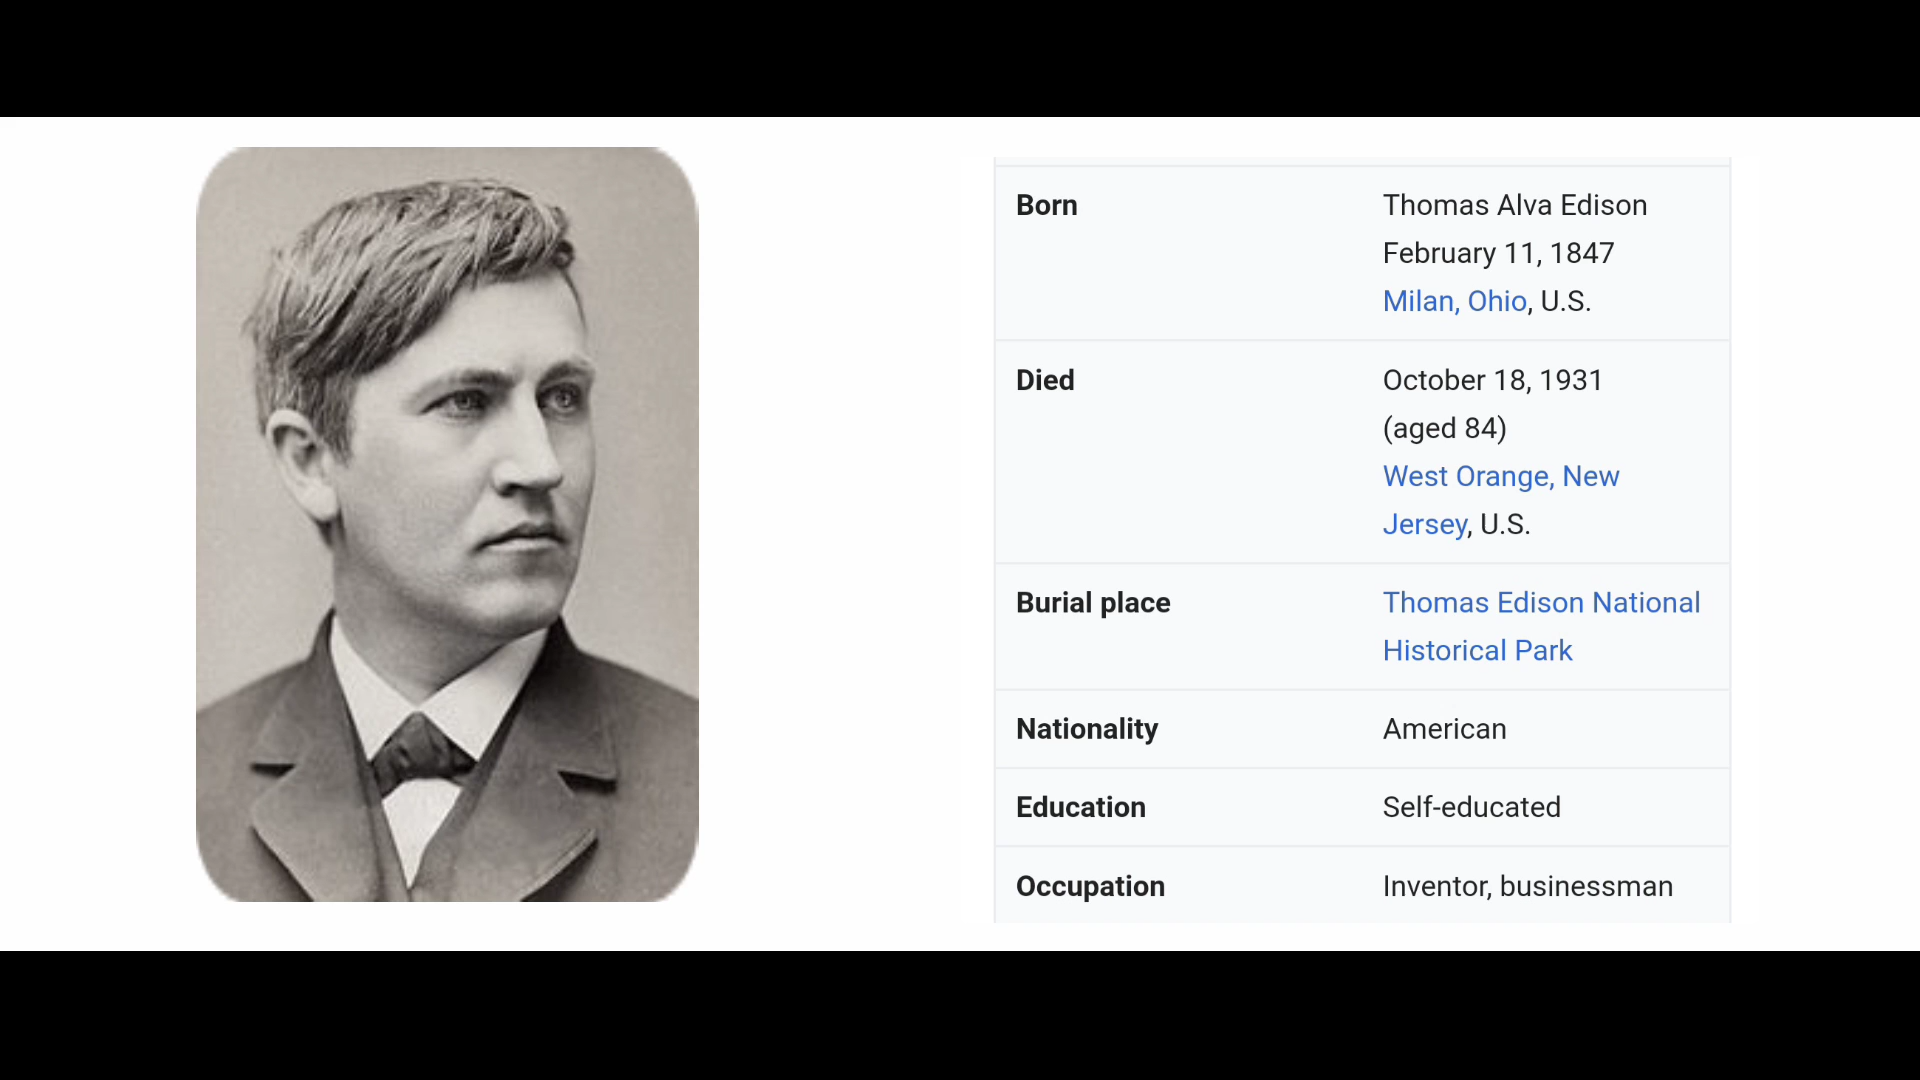 Born
Thomas Alva Edison
February 11, 1847
Milan, Ohio, U.S.
Died
October 18, 1931
(aged 84)
West Orange, New
Jersey, U.S.
Burial place
Thomas Edison National
Historical Park
Nationality
American
Education
Self-educated
Occupation
Inventor, businessman